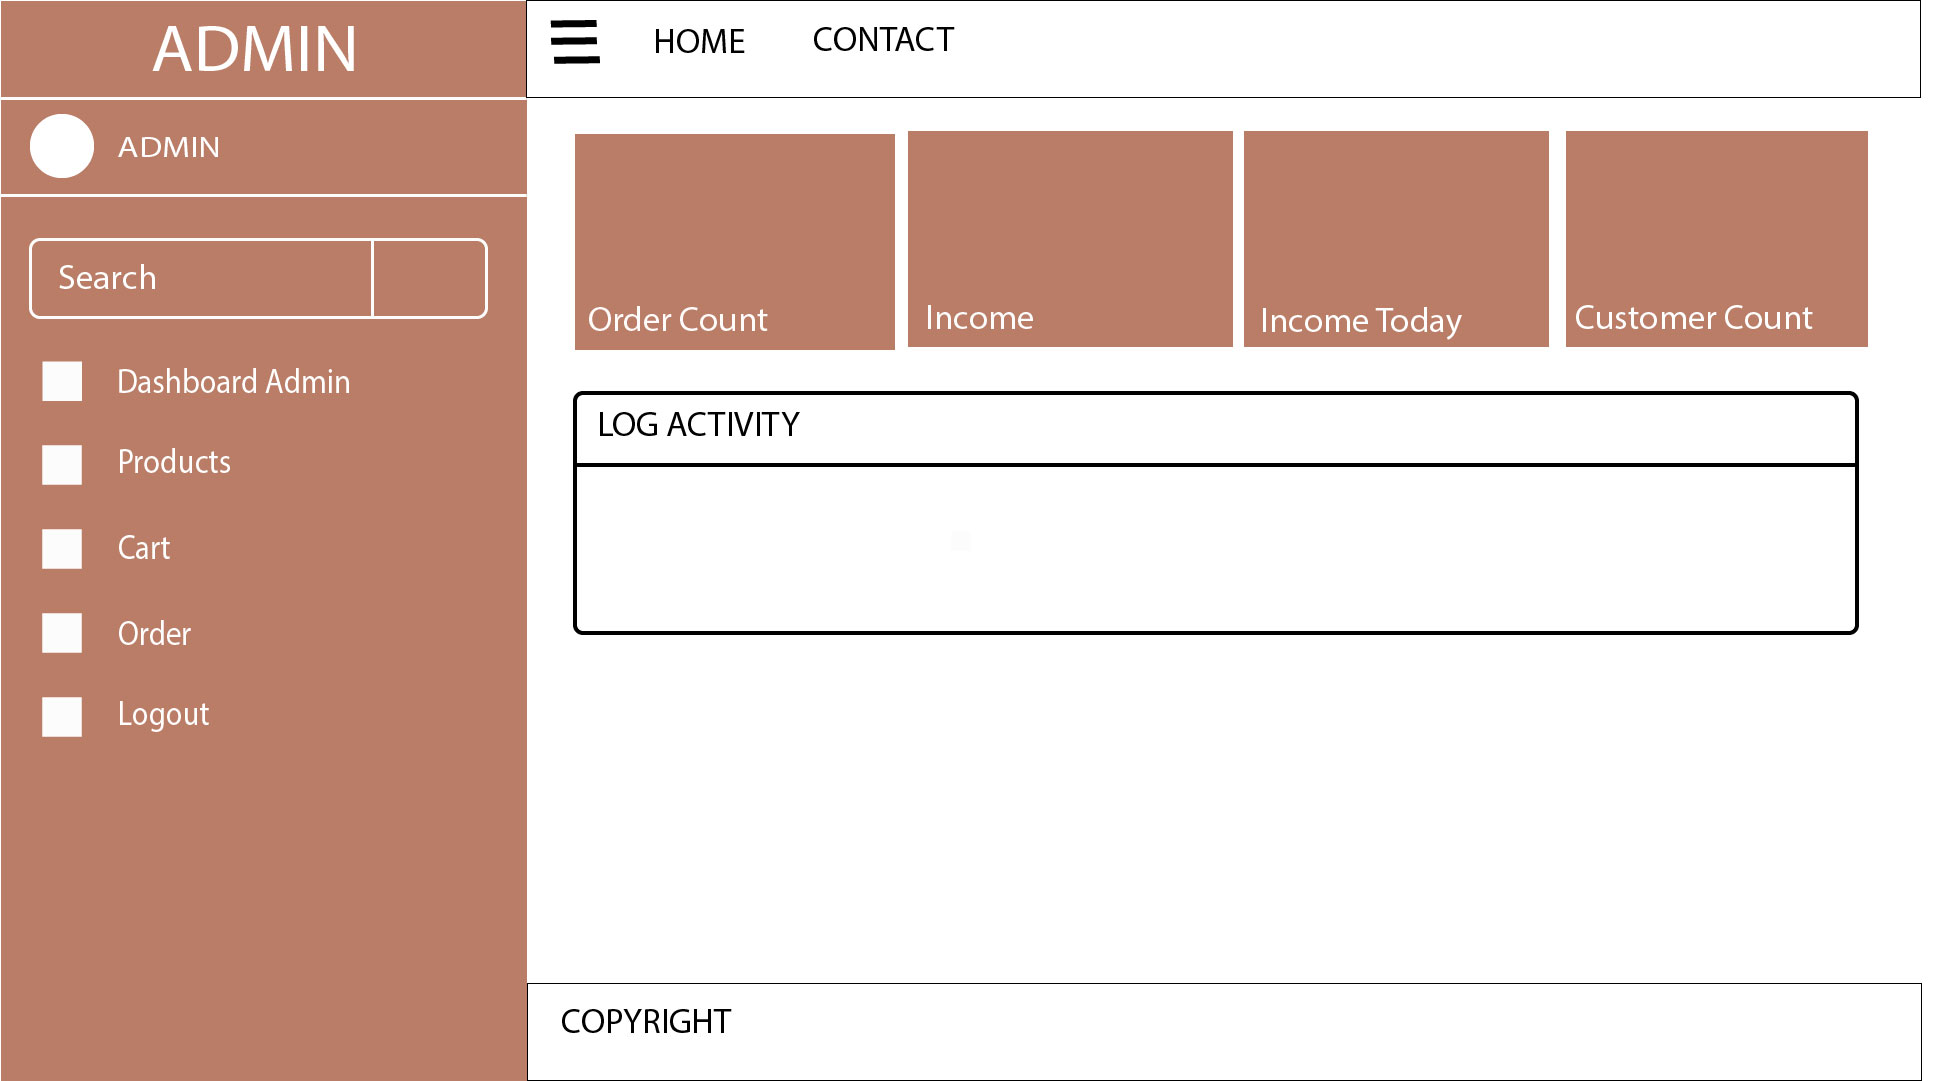 ADMIN
ADMIN
Search
Dashboard Admin
Products
Cart
Order
Logout
HOME
CONTACT
Order Count
Income
Income Today
Customer Count
LOG ACTIVITY
COPYRIGHT